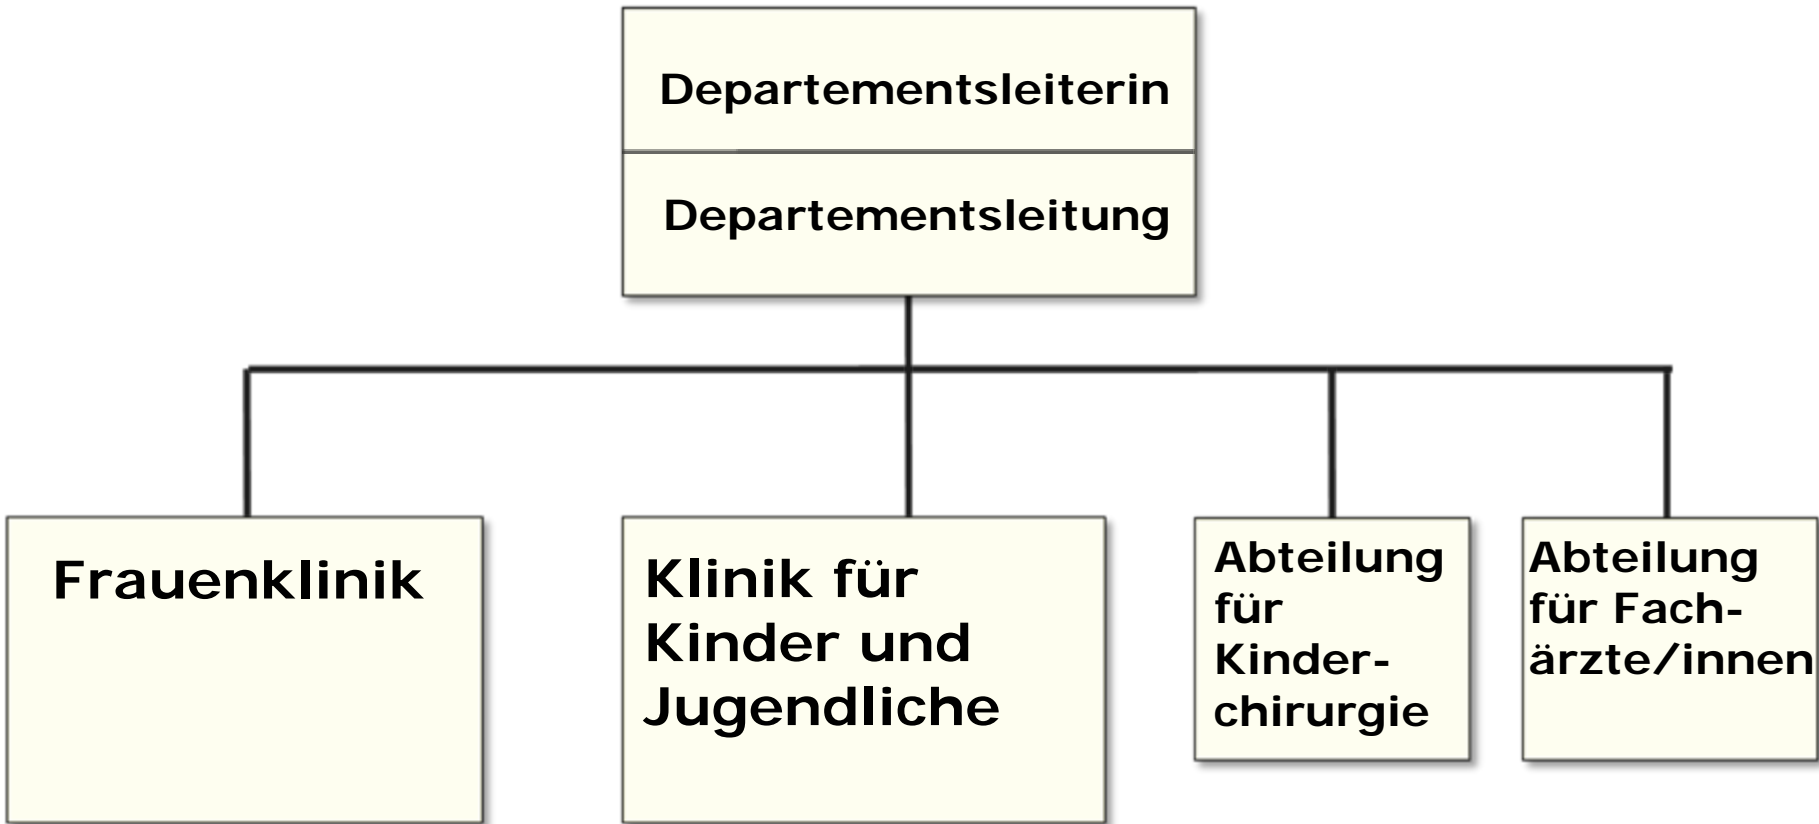 Departementsleiterin
Departementsleitung
Frauenklinik
Klinik für
Kinder und
Jugendliche
Abteilung
für
Kinder-
chirurgie
Abteilung
für Fach-
ärzte/innen